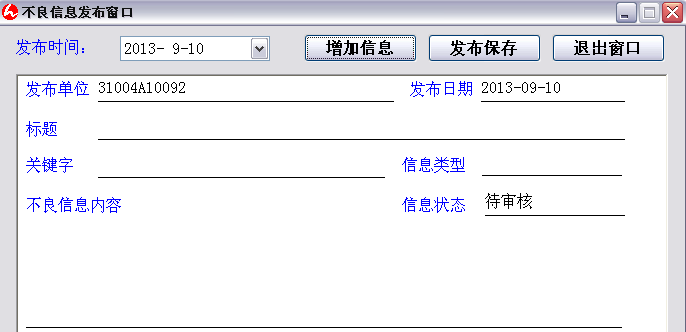 不良信息发布窗口
发布时间： 2013- 9-10 增加信息 发布保存 退出窗口
发布单位 31004A10092 发布日期 2013-09-10
标题
关键字 信息类型
不良信息内容 信息状态 待审核